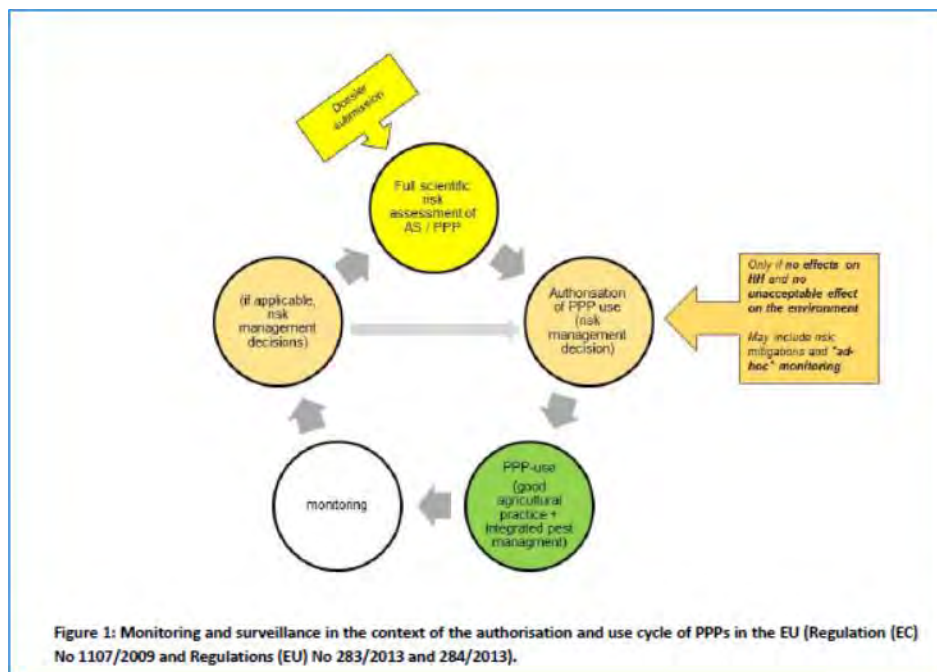 Dossier
submission
Full scientific
risk
assessment of
AS / PPP
(if applicable,
risk
management
decisions)
Authorisation
of PPP use
(risk
management
decision)
Only if no effects on
HH and no
unacceptable effect
on the environment
May include risk
mitigations and "ad-
hoc" monitoring
monitoring
PPP-use
(good
agricultural
practice +
integrated pest
managment)
Figure 1: Monitoring and surveillance in the context of the authorisation and use cycle of PPPs in the EU (Regulation (EC)
No 1107/2009 and Regulations (EU) No 283/2013 and 284/2013).